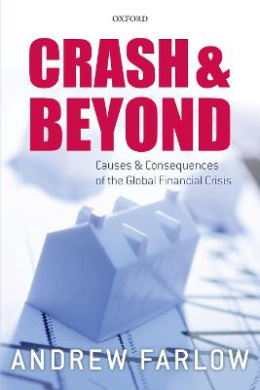 OXFORD
CRASH &
BEYOND
Causes & Consequences
of the Global Financial Crisis
ANDREW FARLOW